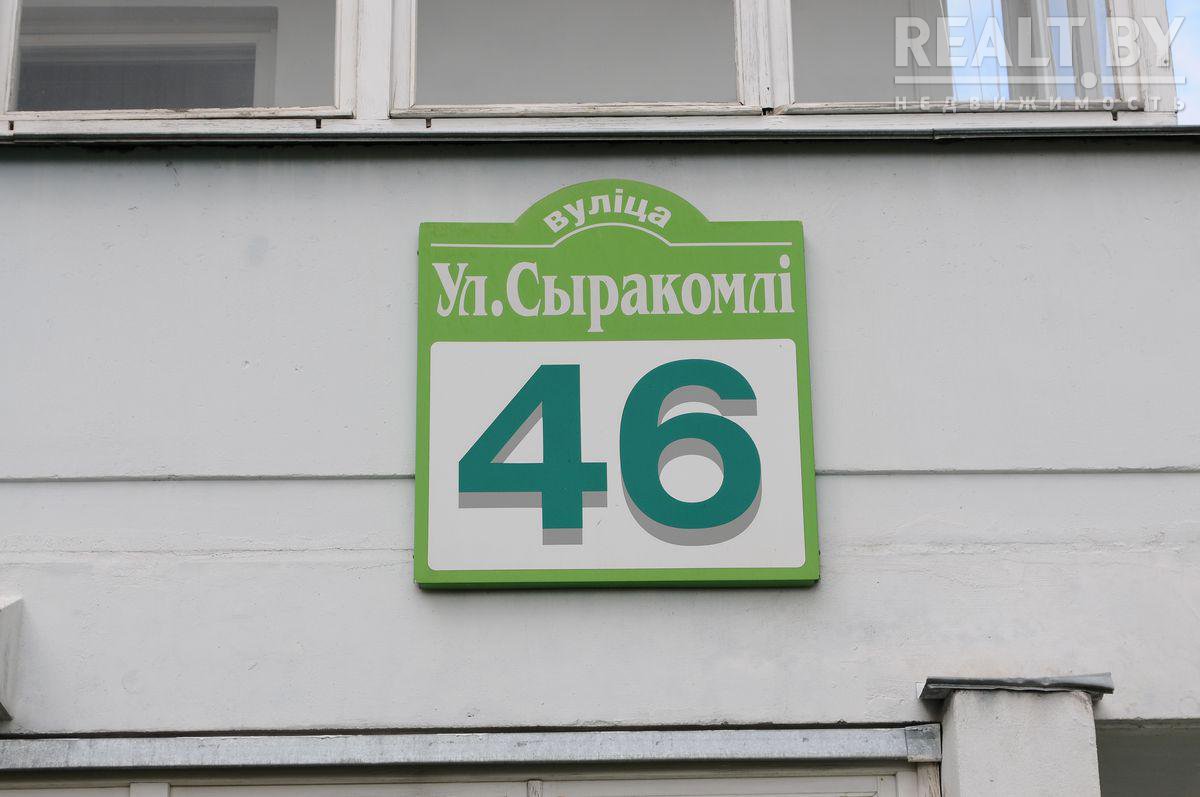 REALT.BY
недвижимость
вуліца
Ул.Сыракомлі
46